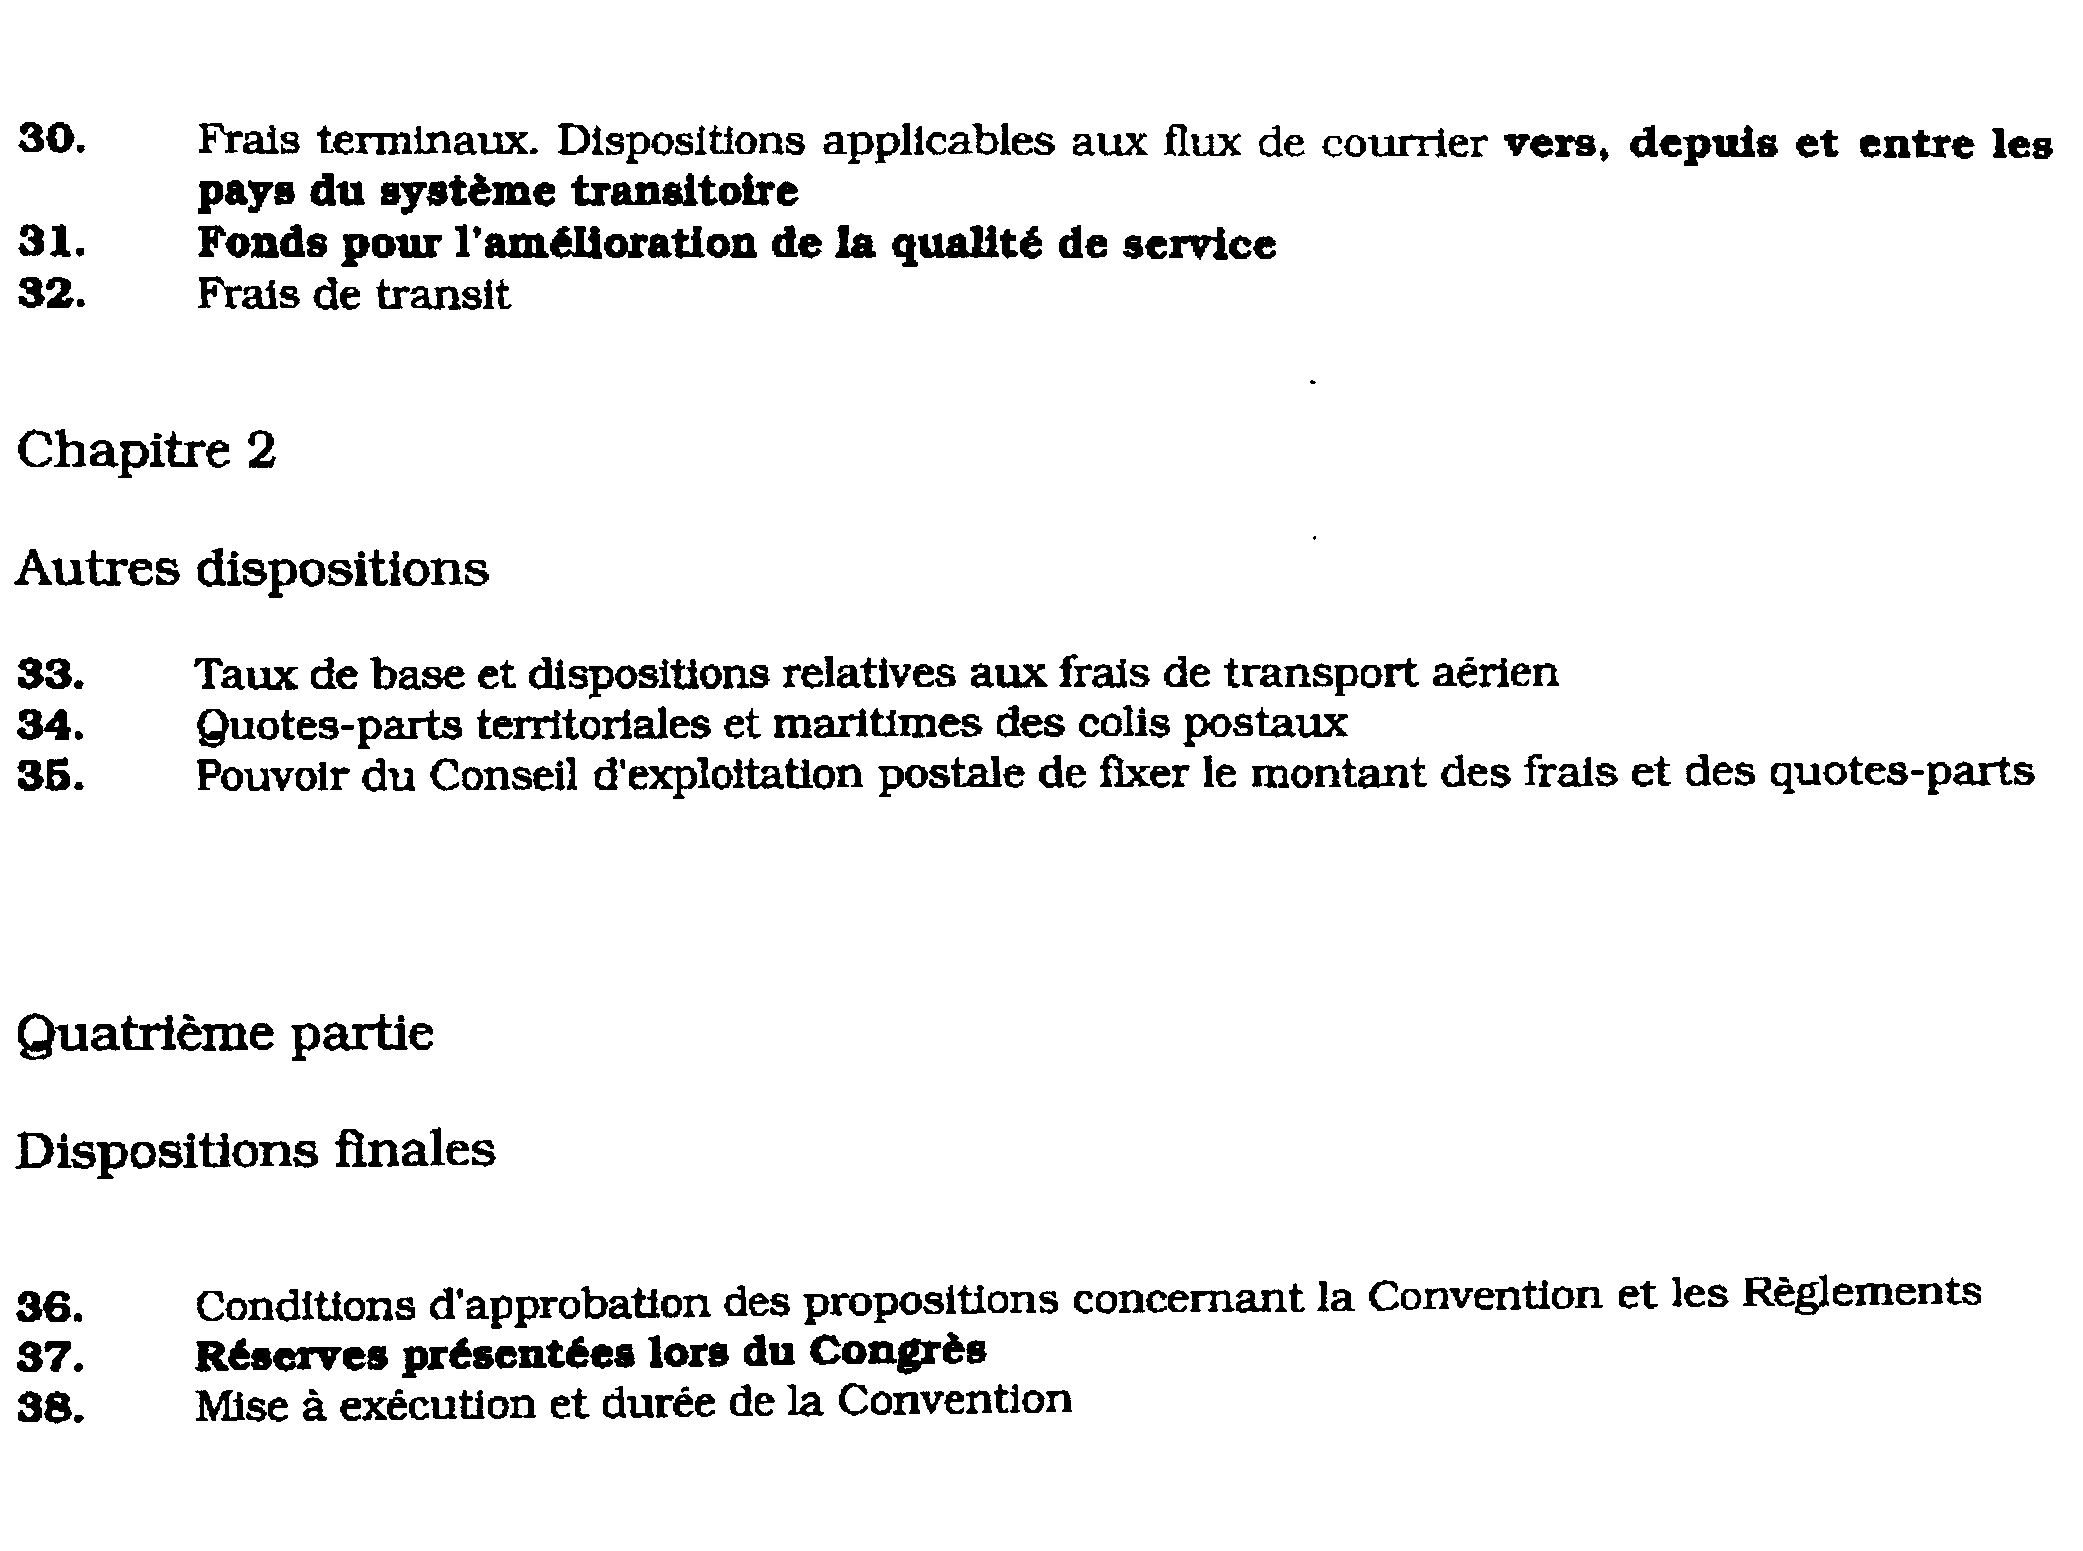 30. Frais terminaux. Dispositions applicables aux flux de courrier vers, depuis et entre les
pays du système transitoire
31. Fonds pour l'amélioration de la qualité de service
32. Frais de transit
Chapitre 2
Autres dispositions
33. Taux de base et dispositions relatives aux frais de transport aérien
34. Quotes-parts territoriales et maritimes des colis postaux
35. Pouvoir du Conseil d'exploitation postale de fixer le montant des frais et des quotes-parts
Quatrième partie
Dispositions finales
36. Conditions d'approbation des propositions concernant la Convention et les Règlements
37. Réserves présentées lors du Congrès
38. Mise à exécution et durée de la Convention